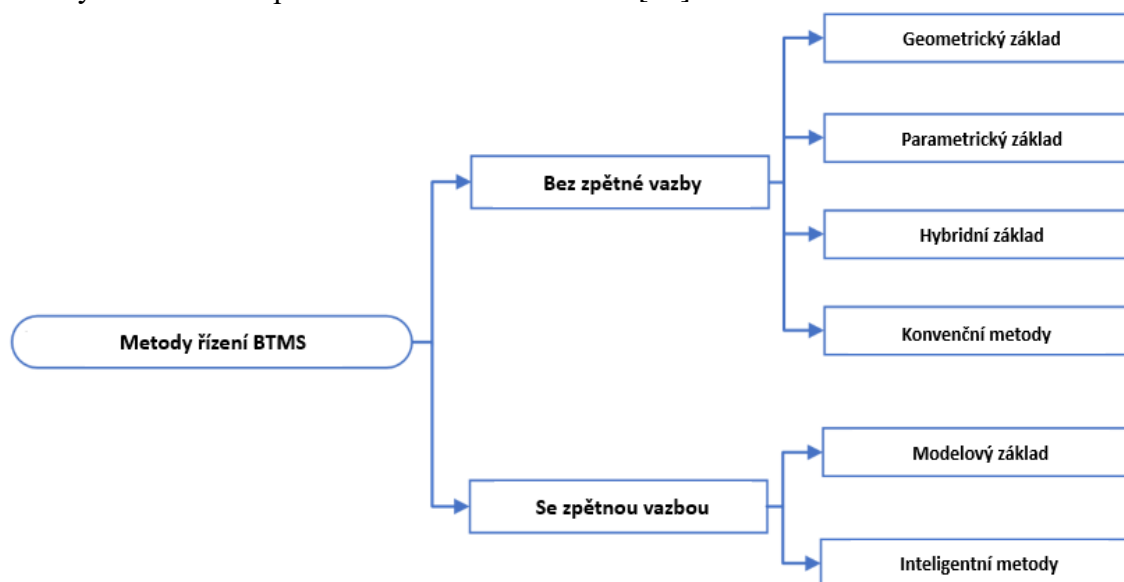 Geometrický základ
Parametrický základ
Bez zpětné vazby
Hybridní základ
Metody řízení BTMS
Konvenční metody
Modelový základ
Se zpětnou vazbou
Inteligentní metody